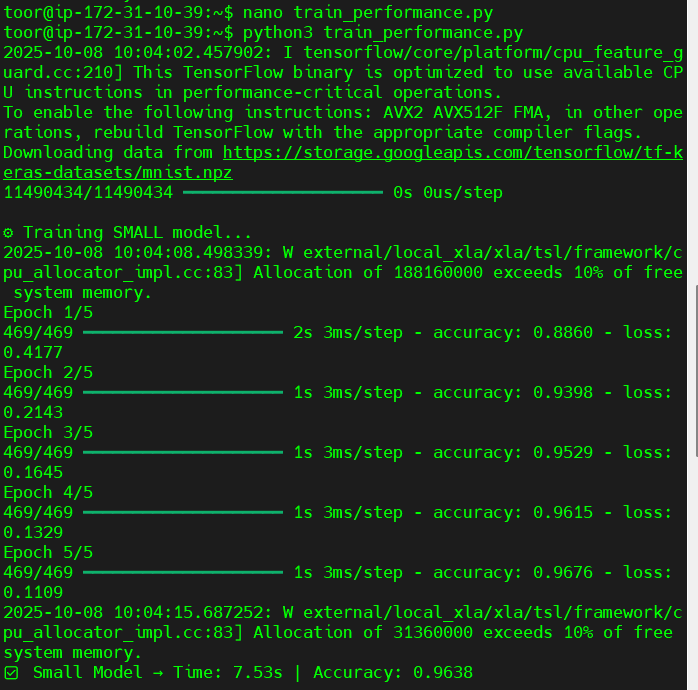 toor@ip-172-31-10-39:~$ nano train_performance.py
toor@ip-172-31-10-39:~$ python3 train_performance.py
2025-10-08 10:04:02.457902: I tensorflow/core/platform/cpu_feature_g
uard.cc:210] This TensorFlow binary is optimized to use available CP
U instructions in performance-critical operations.
To enable the following instructions: AVX2 AVX512F FMA, in other ope
rations, rebuild TensorFlow with the appropriate compiler flags.
Downloading data from https://storage.googleapis.com/tensorflow/tf-k
eras-datasets/mnist.npz
11490434/11490434 ━━━━━━━━━━━━━━━━━━━━ 0s 0us/step
⚙ Training SMALL model...
2025-10-08 10:04:08.498339: W external/local_xla/xla/tsl/framework/c
pu_allocator_impl.cc:83] Allocation of 188160000 exceeds 10% of free
 system memory.
Epoch 1/5
469/469 ━━━━━━━━━━━━━━━━━━━━ 2s 3ms/step - accuracy: 0.8860 - loss:
0.4177
Epoch 2/5
469/469 ━━━━━━━━━━━━━━━━━━━━ 1s 3ms/step - accuracy: 0.9398 - loss:
0.2143
Epoch 3/5
469/469 ━━━━━━━━━━━━━━━━━━━━ 1s 3ms/step - accuracy: 0.9529 - loss:
0.1645
Epoch 4/5
469/469 ━━━━━━━━━━━━━━━━━━━━ 1s 3ms/step - accuracy: 0.9615 - loss:
0.1329
Epoch 5/5
469/469 ━━━━━━━━━━━━━━━━━━━━ 1s 3ms/step - accuracy: 0.9676 - loss:
0.1109
2025-10-08 10:04:15.687252: W external/local_xla/xla/tsl/framework/c
pu_allocator_impl.cc:83] Allocation of 31360000 exceeds 10% of free
system memory.
☑ Small Model → Time: 7.53s | Accuracy: 0.9638